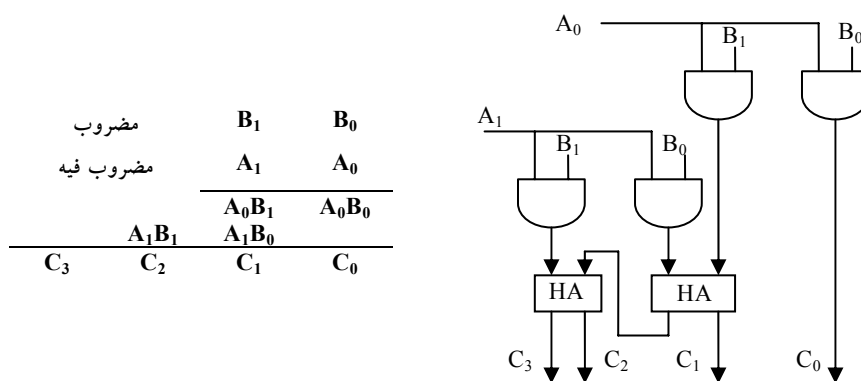 مضروب B₁ B₀
مضروب فيه A₁ A₀
A₀B₁ A₀B₀
A₁B₁ A₁B₀
C₃ C₂ C₁ C₀
A₀
B₁
B₀
A₁
B₁
B₀
HA
HA
C₃
C₂
C₁
C₀